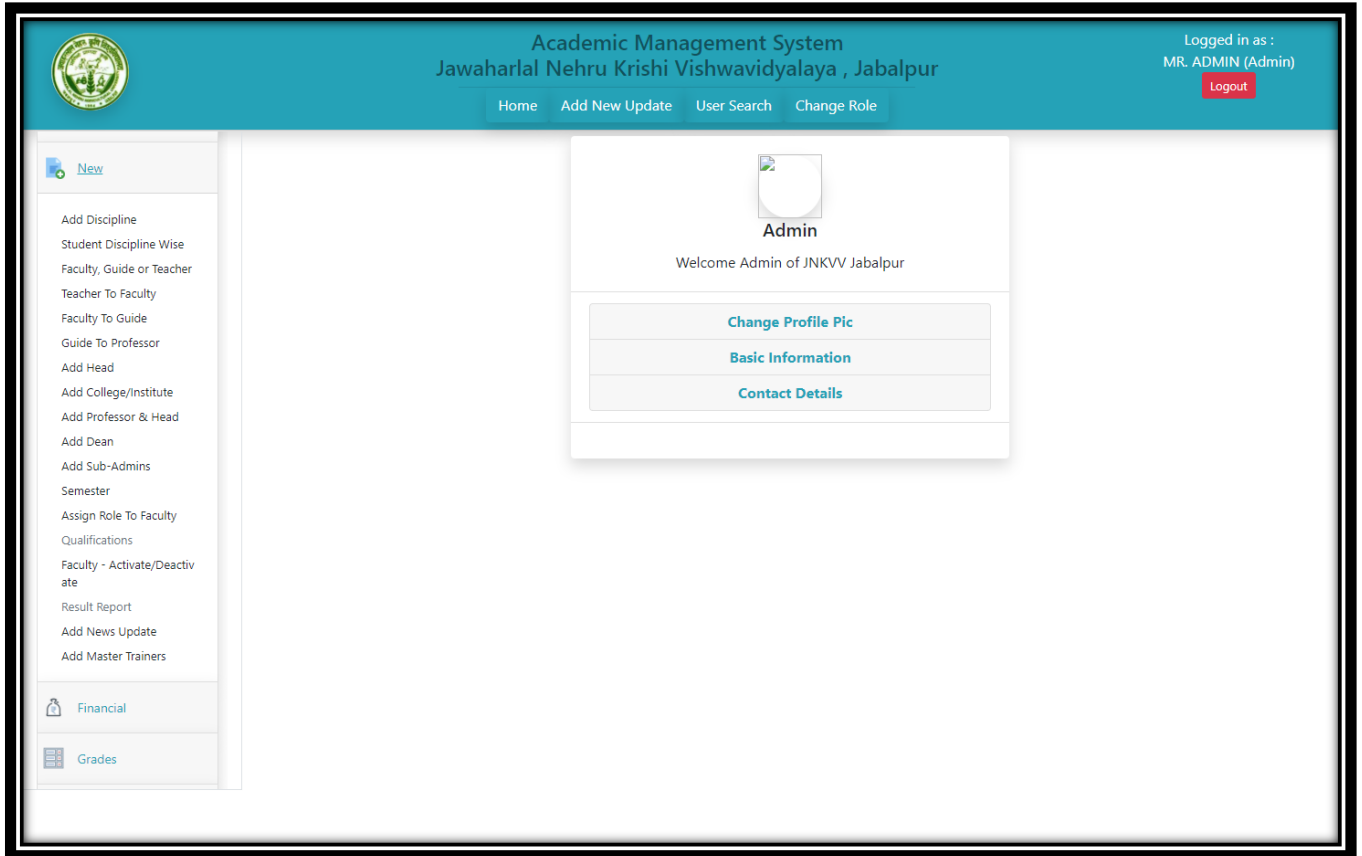 Academic Management System
Jawaharlal Nehru Krishi Vishwavidyalaya , Jabalpur
Home Add New Update User Search Change Role
Logged in as :
MR. ADMIN (Admin)
Logout
New
Add Discipline
Student Discipline Wise
Faculty, Guide or Teacher
Teacher To Faculty
Faculty To Guide
Guide To Professor
Add Head
Add College/Institute
Add Professor & Head
Add Dean
Add Sub-Admins
Semester
Assign Role To Faculty
Qualifications
Faculty - Activate/Deactiv
ate
Result Report
Add News Update
Add Master Trainers
Financial
Grades
Admin
Welcome Admin of JNKVV Jabalpur
Change Profile Pic
Basic Information
Contact Details